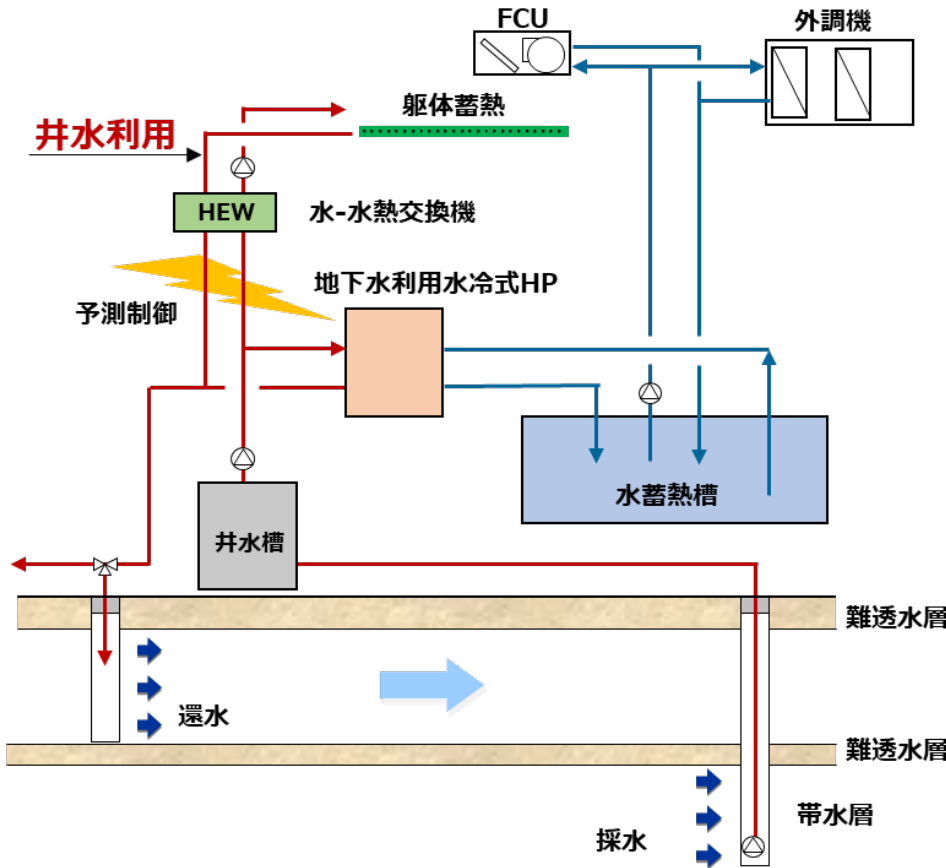 FCU
外調機
躯体蓄熱
井水利用
HEW
水-水熱交換機
地下水利用水冷式HP
予測制御
水蓄熱槽
井水槽
難透水層
還水
難透水層
帯水層
採水